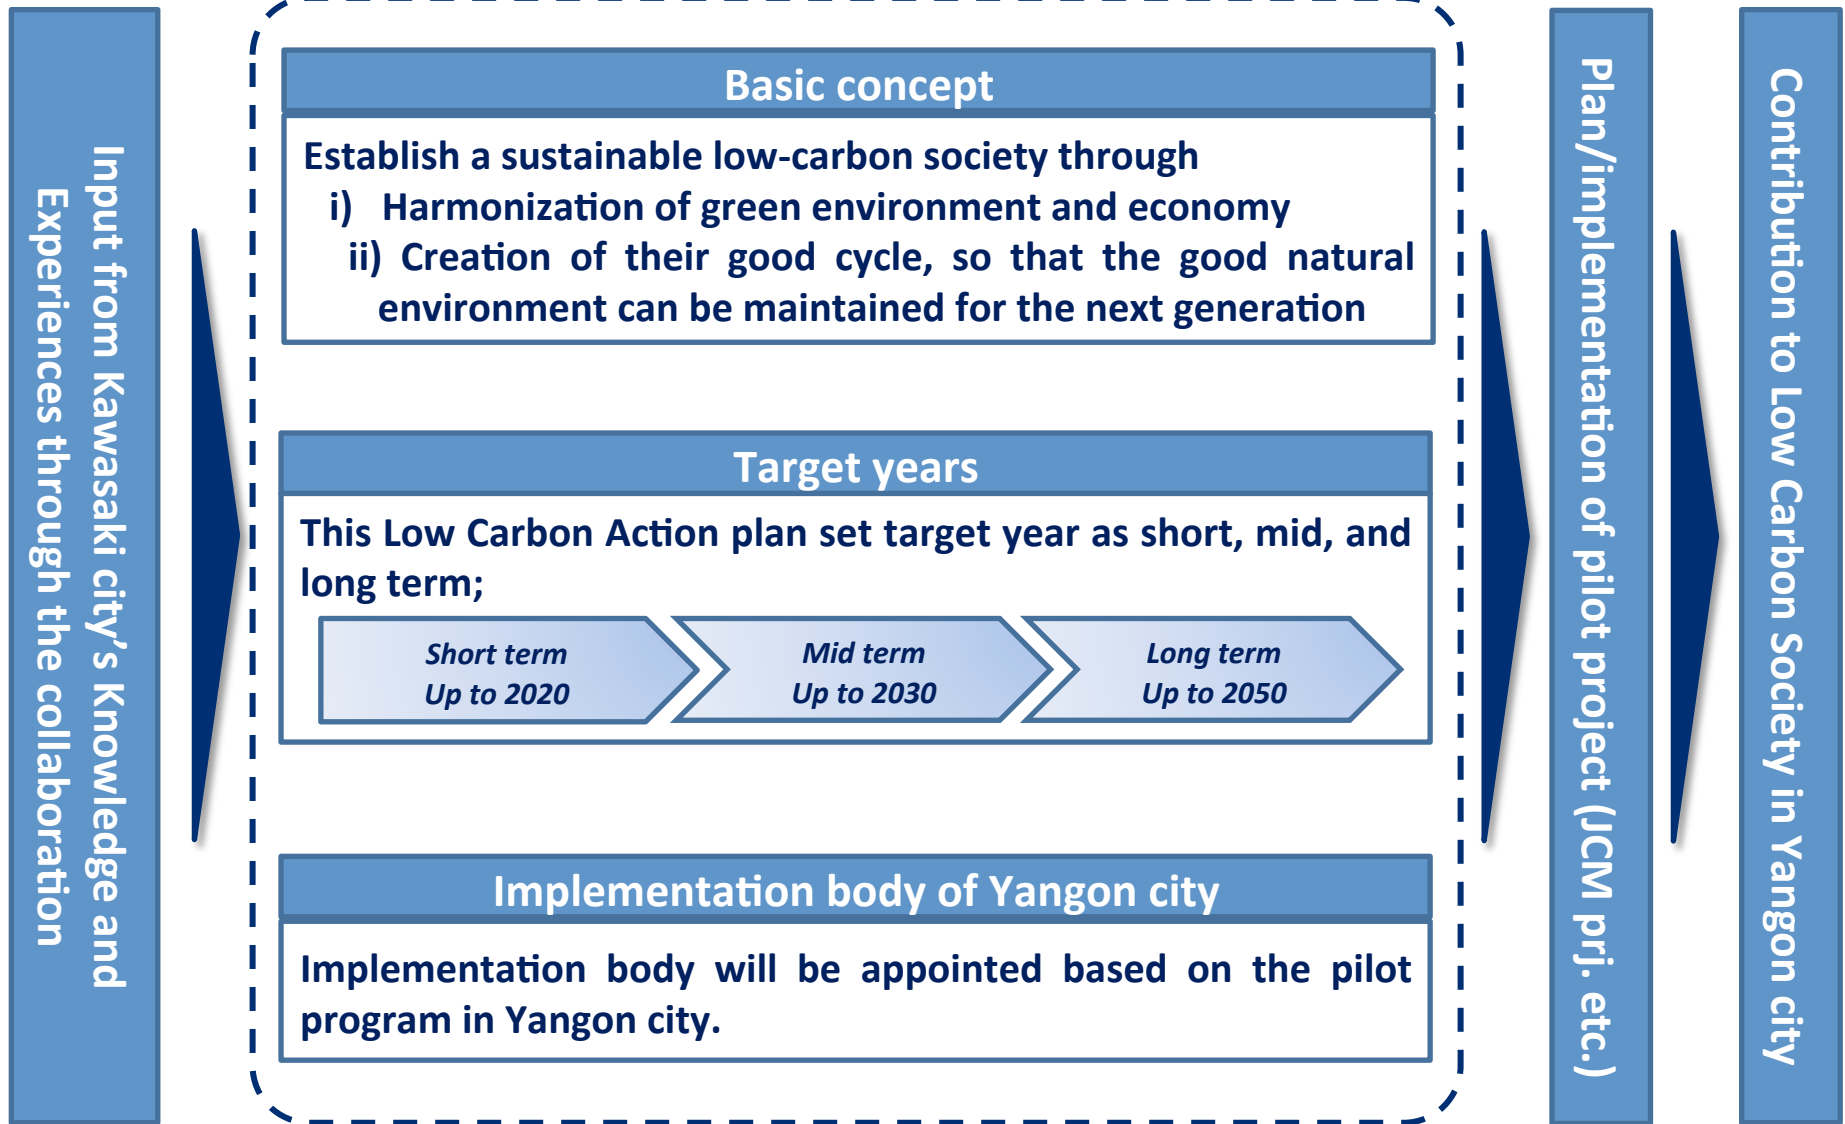 Input from Kawasaki city's Knowledge and
Experiences through the collaboration
Basic concept
Establish a sustainable low-carbon society through
i) Harmonization of green environment and economy
ii) Creation of their good cycle, so that the good natural
environment can be maintained for the next generation
Target years
This Low Carbon Action plan set target year as short, mid, and
long term;
Short term
Up to 2020
Mid term
Up to 2030
Long term
Up to 2050
Implementation body of Yangon city
Implementation body will be appointed based on the pilot
program in Yangon city.
Plan/implementation of pilot project (JCM prj. etc.)
Contribution to Low Carbon Society in Yangon city